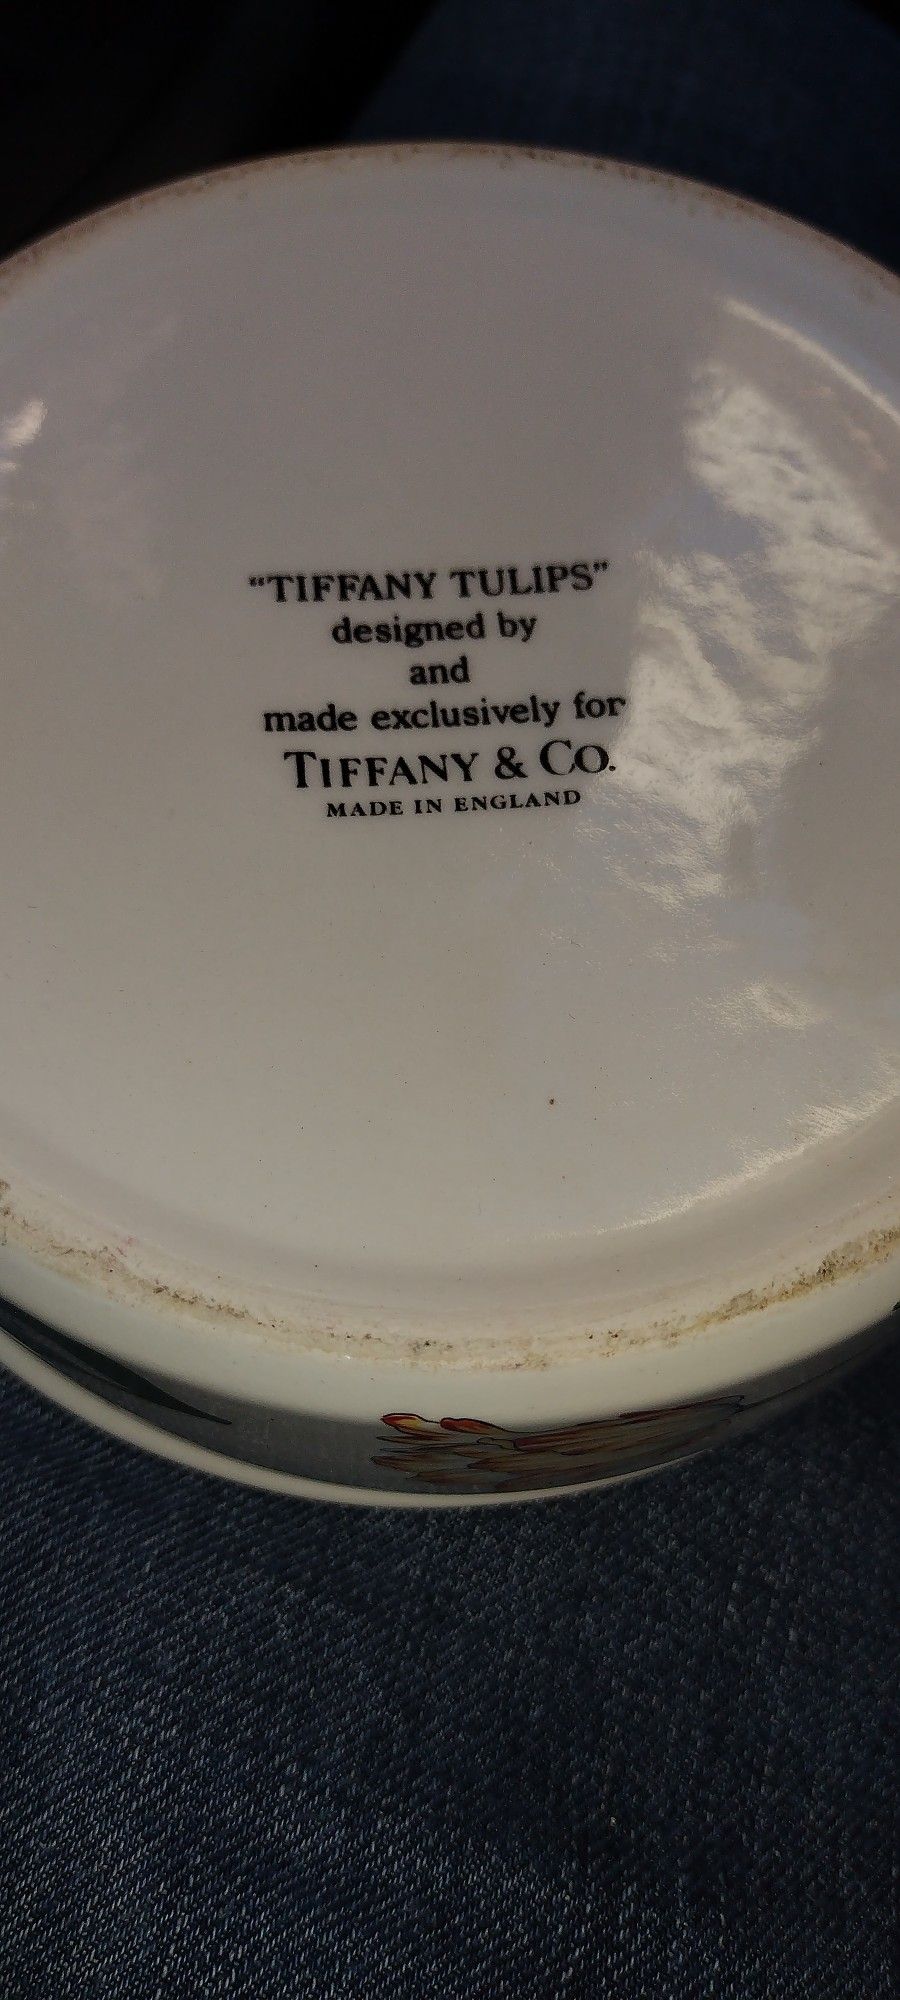 “TIFFANY TULIPS”
designed by
and
made exclusively for
TIFFANY & CO.
MADE IN ENGLAND